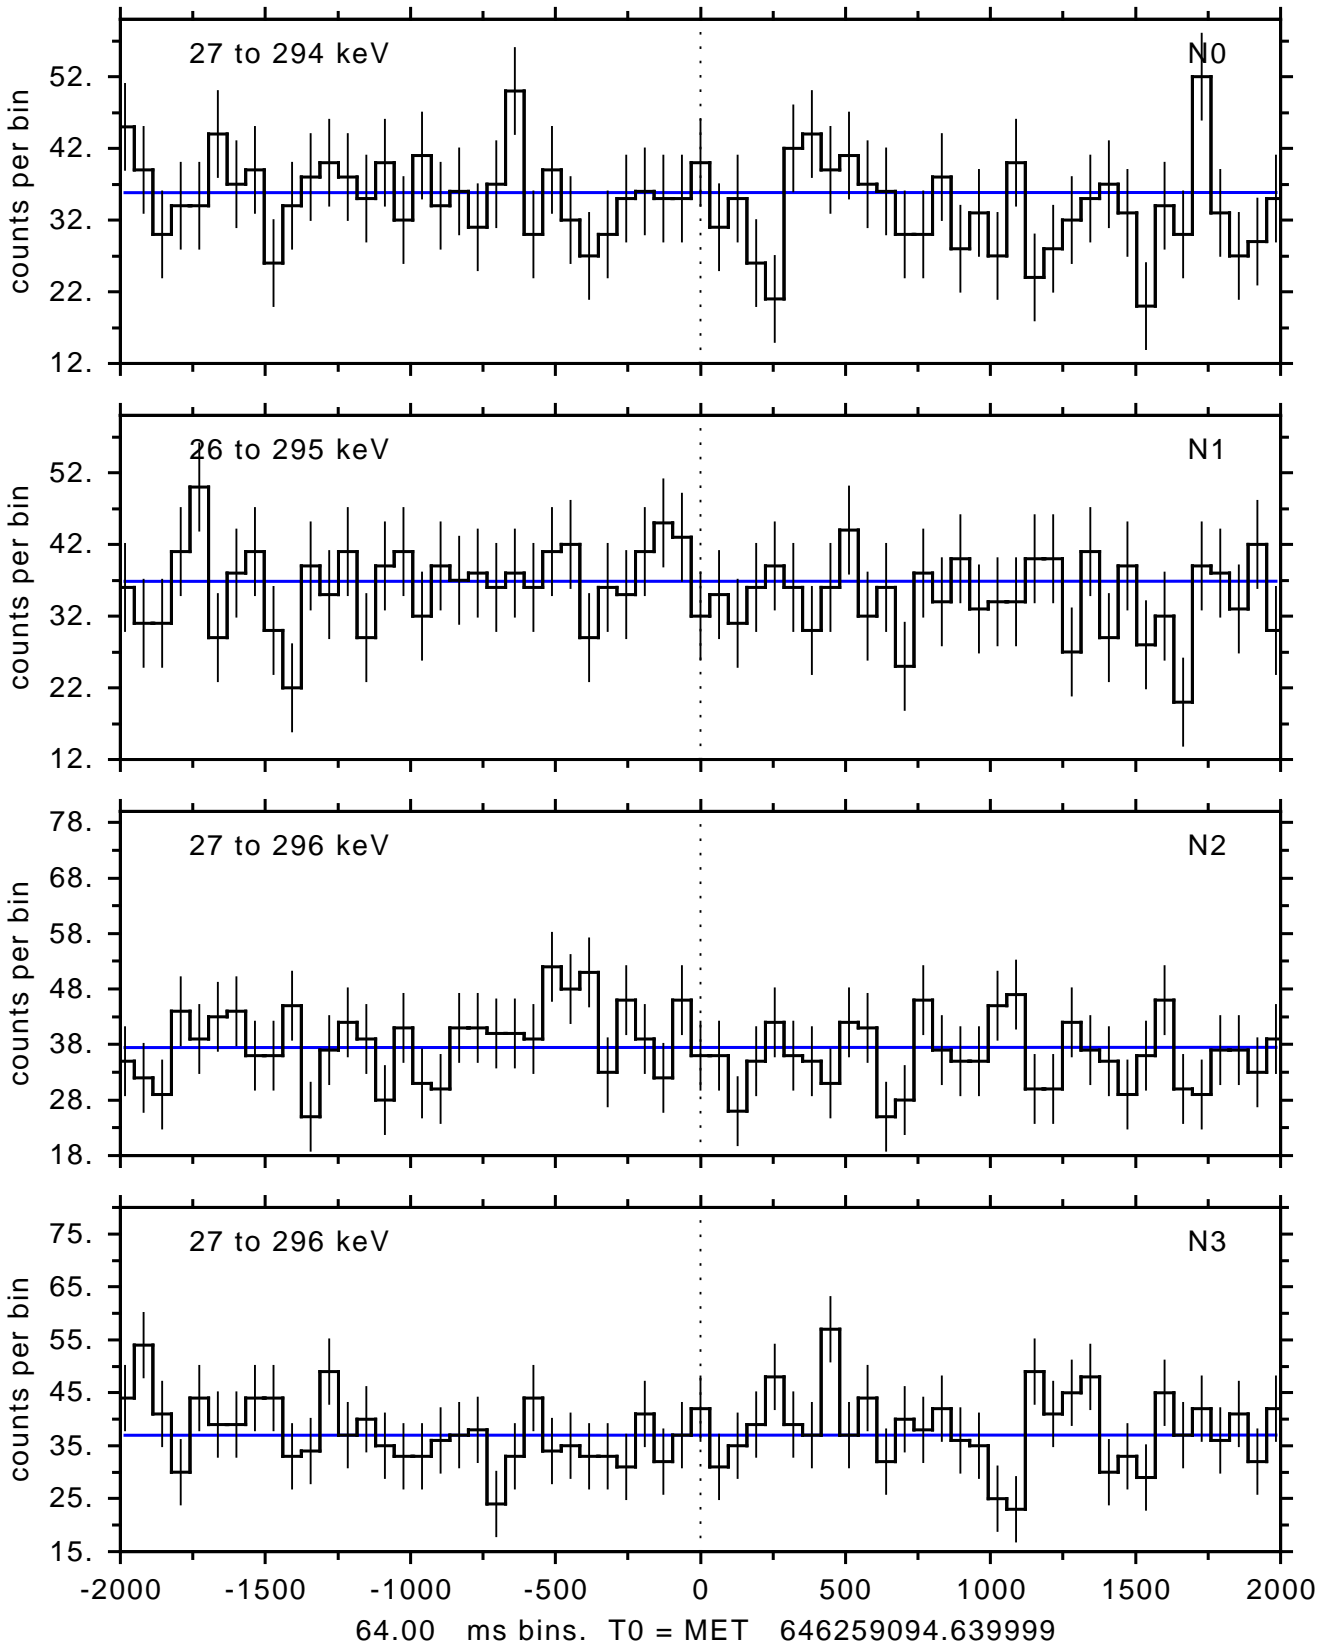 27 to 294 keV N0
52.
42.
32.
22.
12.
counts per bin
26 to 295 keV N1
52.
42.
32.
22.
12.
counts per bin
27 to 296 keV N2
78.
68.
58.
48.
38.
28.
18.
counts per bin
27 to 296 keV N3
75.
65.
55.
45.
35.
25.
15.
counts per bin
-2000 -1500 -1000 -500 0 500 1000 1500 2000
64.00 ms bins. T0 = MET 646259094.639999